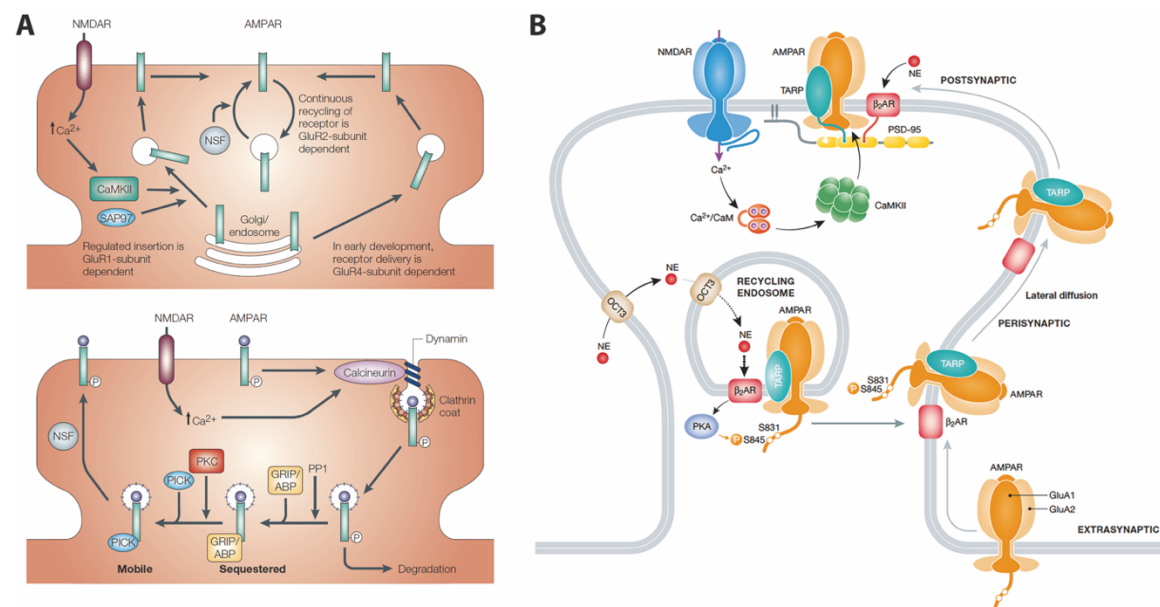 A
NMDAR
AMPAR
Ca2+
NSF
Continuous
recycling of
receptor is
GluR2-subunit
dependent
CaMKII
SAP97
Golgi/
endosome
Regulated insertion is
GluR1-subunit
dependent
In early development,
receptor delivery is
GluR4-subunit dependent
NMDAR
AMPAR
Dynamin
P
Calcineurin
Clathrin
coat
Ca2+
P
NSF
PKC
PICK
GRIP/
ABP
PP1
P
PICK
GRIP/
ABP
Mobile
Sequestered
Degradation
B
NMDAR
AMPAR
NE
POSTSYNAPTIC
TARP
β2AR
PSD-95
Ca2+
Ca2+/CaM
CaMKII
TARP
NE
OCT3
OCT3
NE
RECYCLING
ENDOSOME
AMPAR
NE
TARP
β2AR
PKA
P
S845
S831
Lateral diffusion
PERISYNAPTIC
TARP
S831
P
S845
AMPAR
β2AR
AMPAR
GluA1
GluA2
EXTRASYNAPTIC